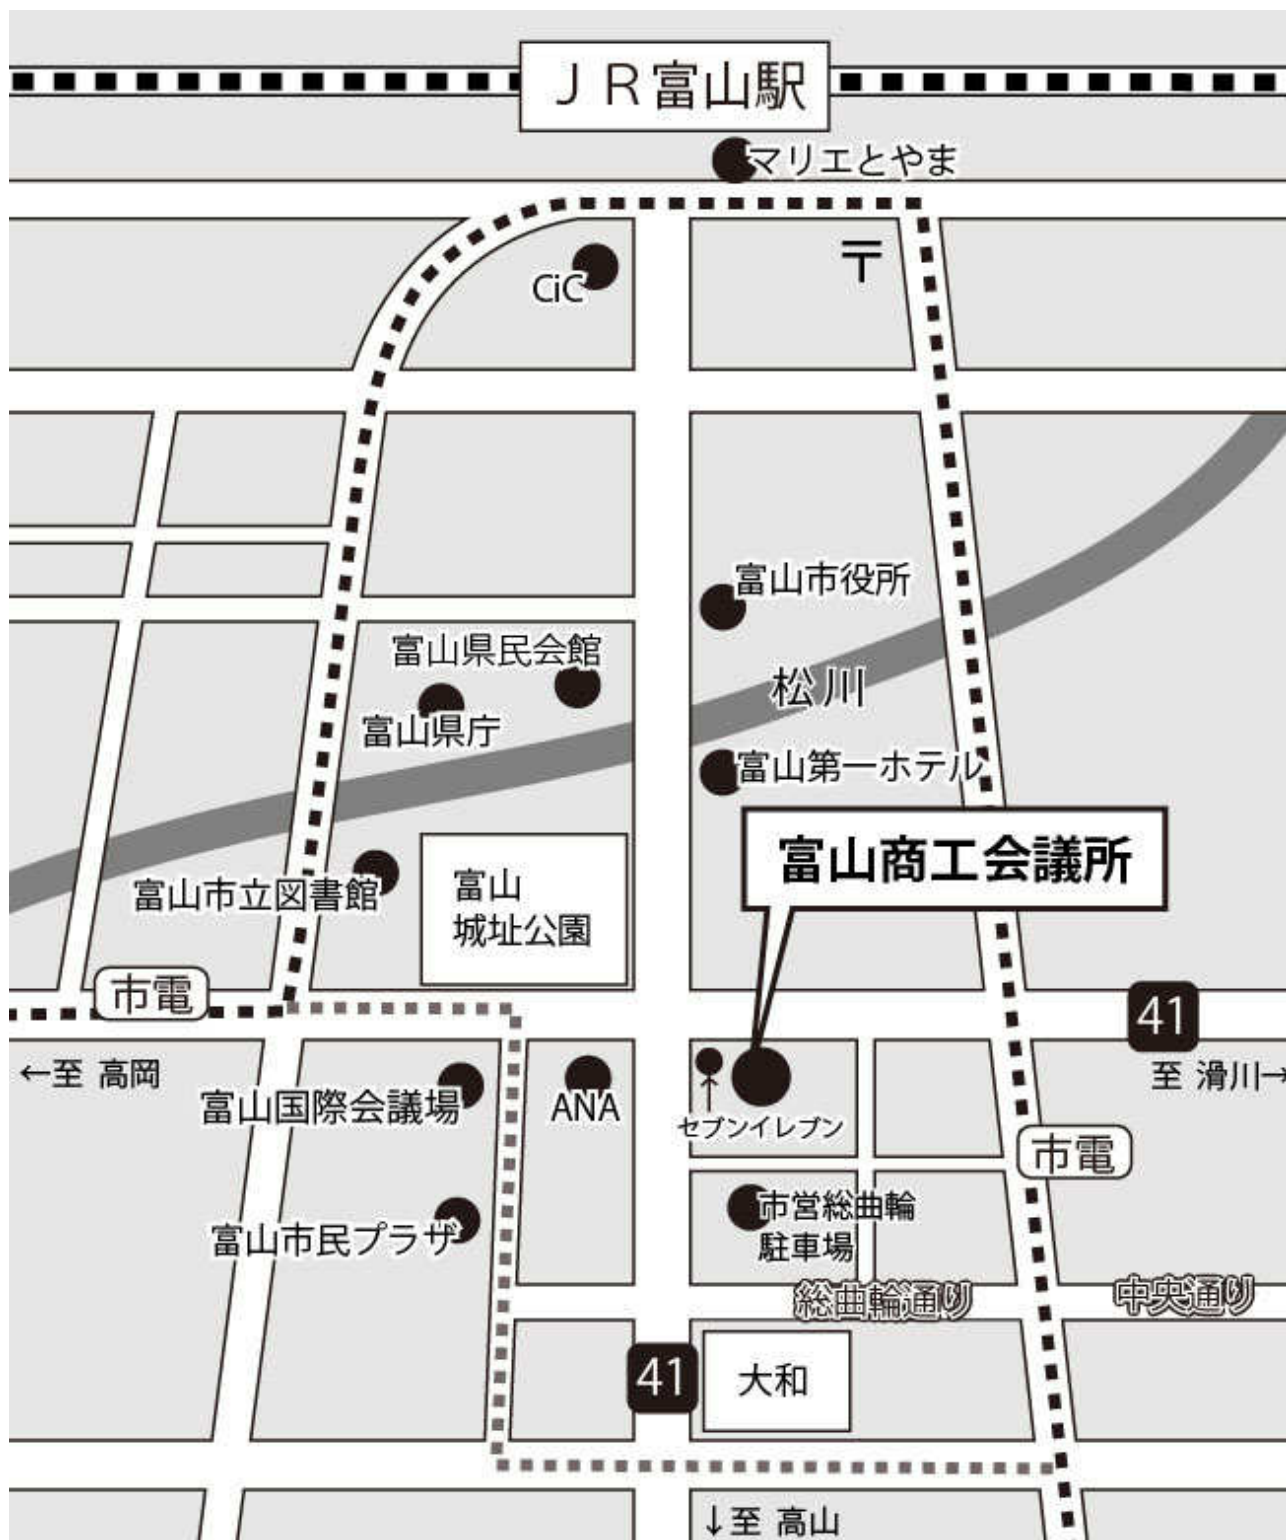 ＪＲ富山駅
マリエとやま
〒
CiC
富山市役所
富山県民会館
松川
富山県庁
富山第一ホテル
富山商工会議所
富山市立図書館
富山
城址公園
市電
41
←至 高岡
至 滑川→
富山国際会議場
ANA
↑
セブンイレブン
市電
市営総曲輪
駐車場
富山市民プラザ
総曲輪通り
中央通り
41
大和
↓至 高山